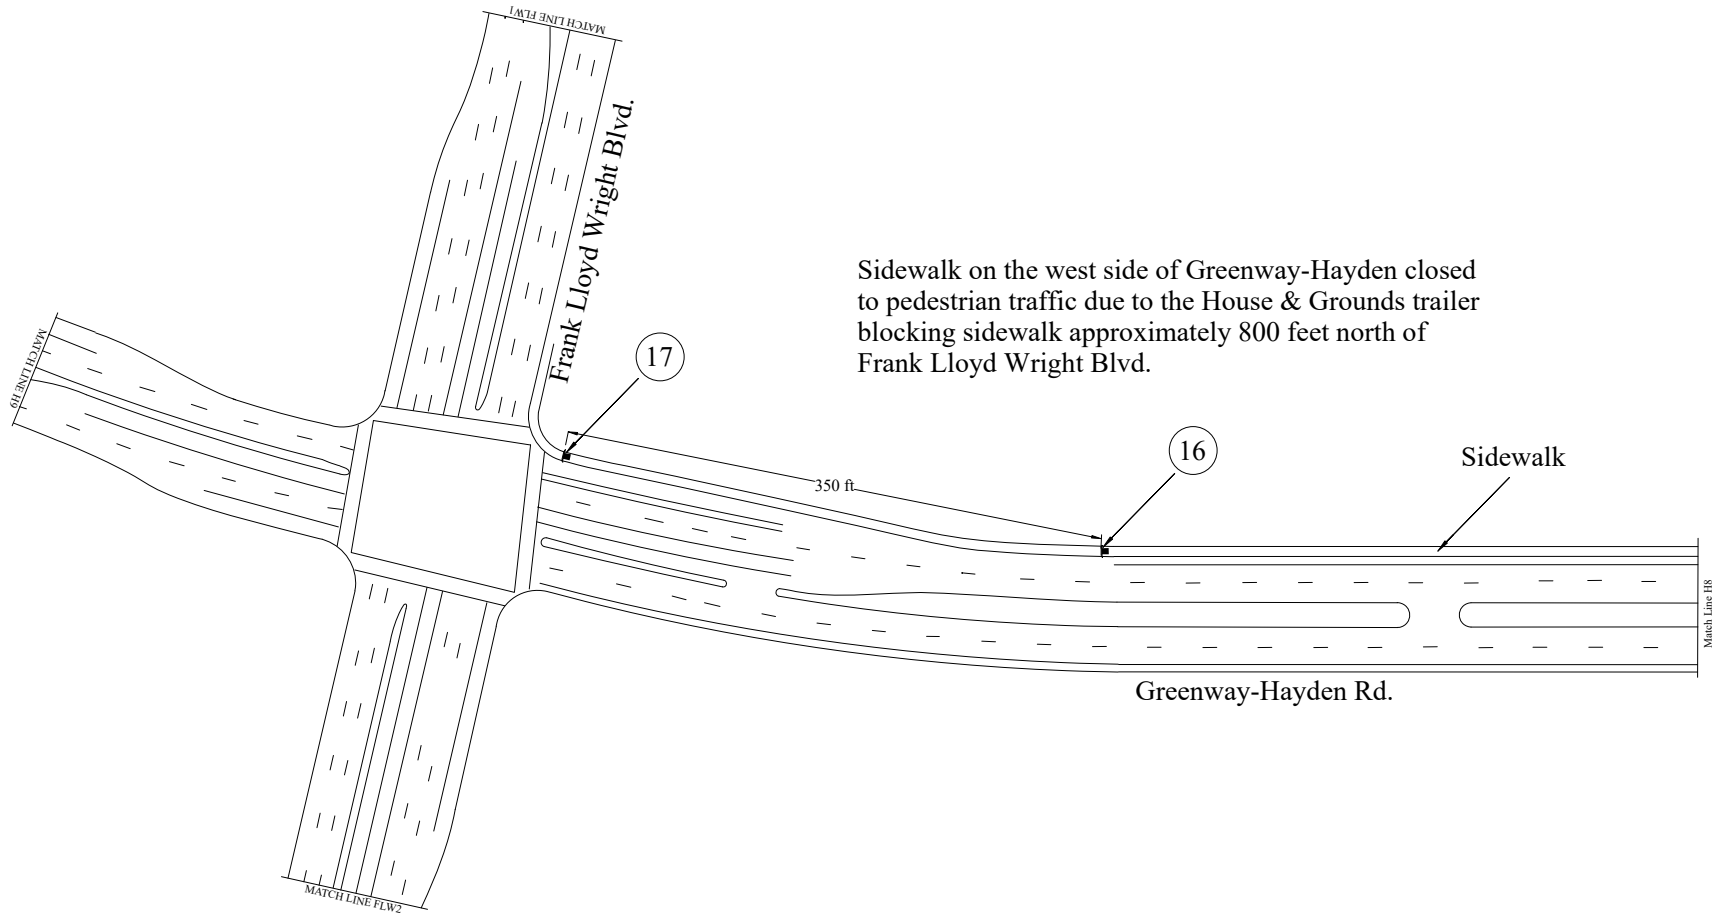 MATCH LINE FLW1
Frank Lloyd Wright Blvd.
Sidewalk on the west side of Greenway-Hayden closed
to pedestrian traffic due to the House & Grounds trailer
blocking sidewalk approximately 800 feet north of
Frank Lloyd Wright Blvd.
MATCH LINE H9
17
16
Sidewalk
350 ft
Match Line H8
Greenway-Hayden Rd.
MATCH LINE FLW2